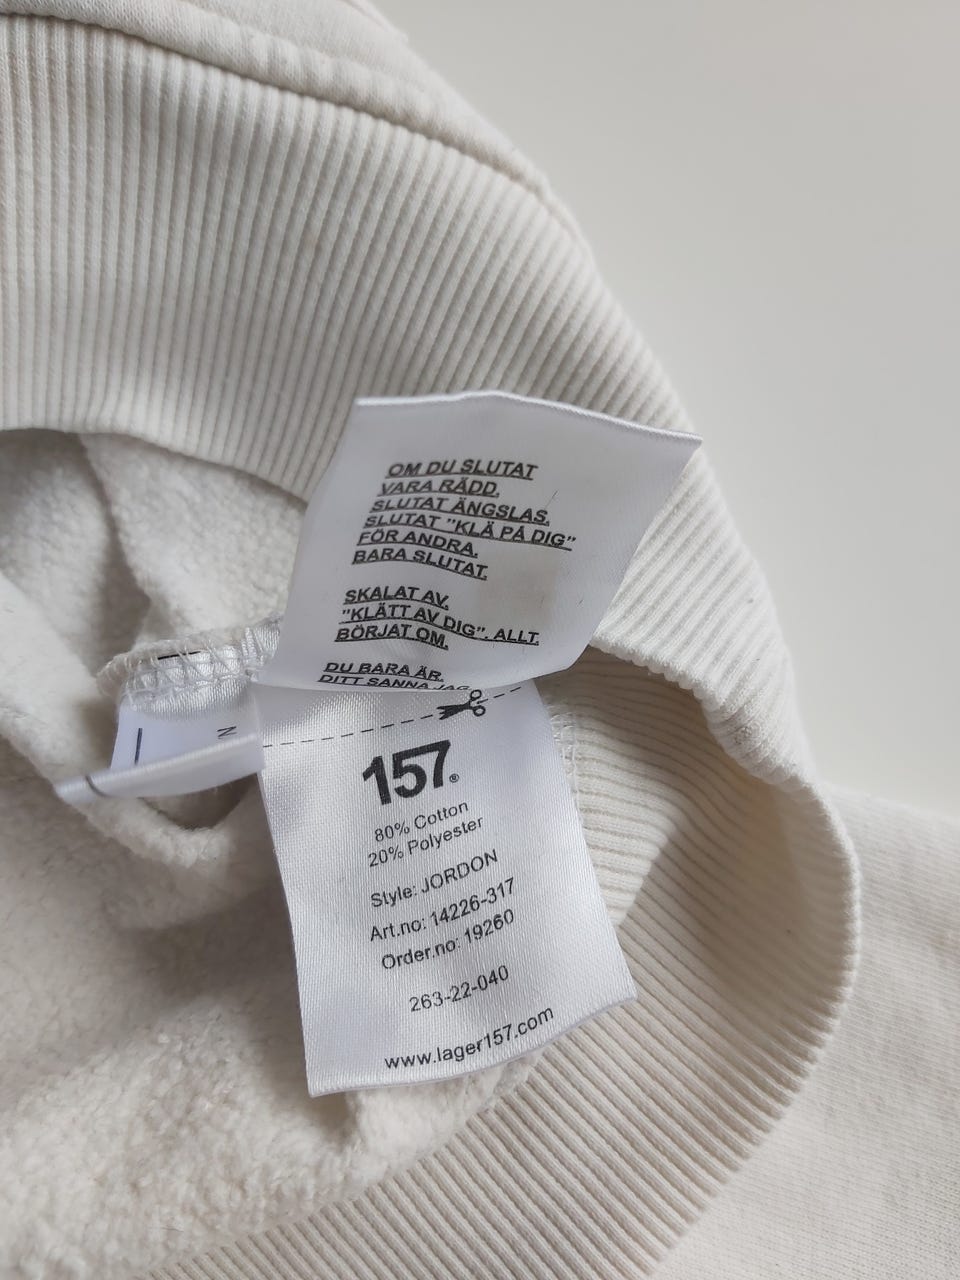 OM DU SLUTAT
VARA RÄDD.
SLUTAT ÄNGSLAS.
SLUTAT "KLÄ PÅ DIG"
FÖR ANDRA.
BARA SLUTAT.
SKALAT AV.
"KLÄTT AV DIG". ALLT.
BÖRJAT OM.
DU BARA ÄR.
DITT SANNA JAG
157®
80% Cotton
20% Polyester
Style: JORDON
Art.no: 14226-317
Order.no: 19260
263-22-040
www.lager157.com